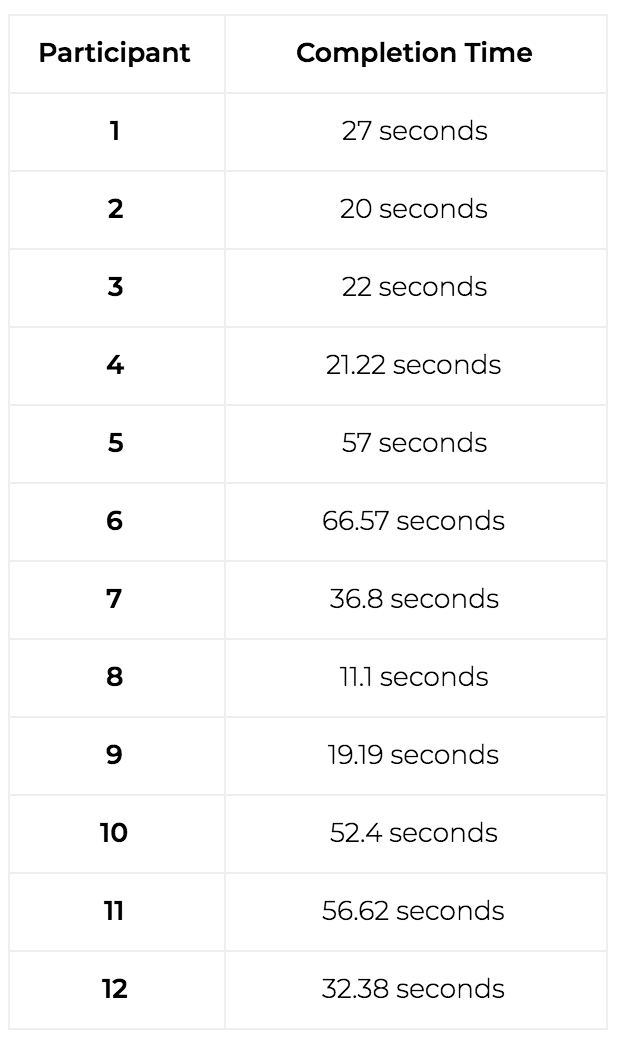 Participant Completion Time
1 27 seconds
2 20 seconds
3 22 seconds
4 21.22 seconds
5 57 seconds
6 66.57 seconds
7 36.8 seconds
8 11.1 seconds
9 19.19 seconds
10 52.4 seconds
11 56.62 seconds
12 32.38 seconds